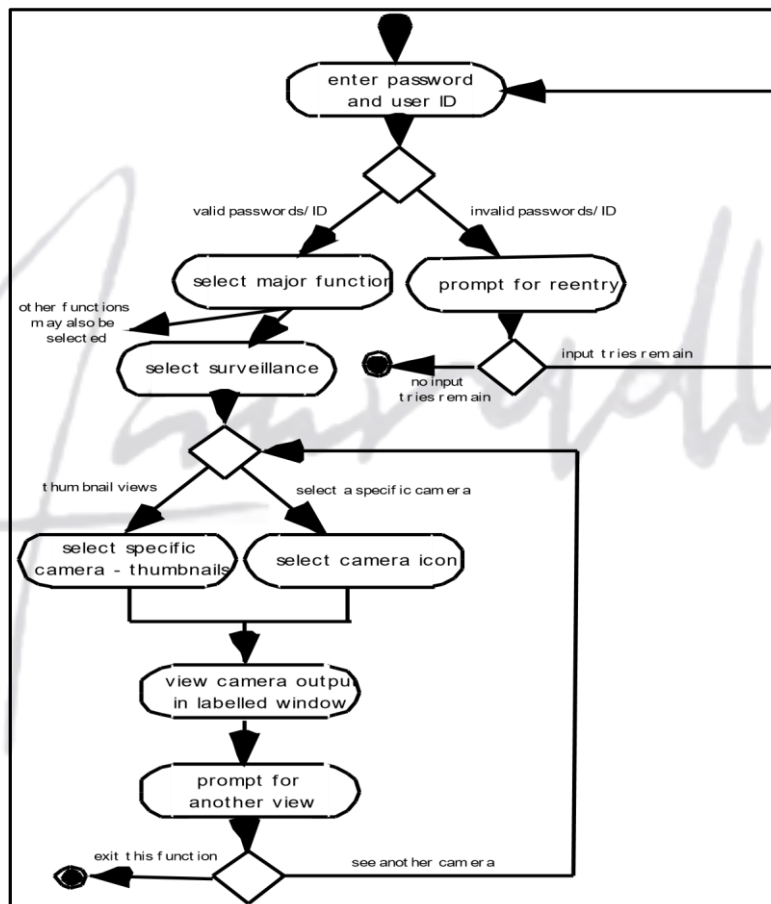 enter password
and user ID
valid passwords/ ID
invalid passwords/ ID
select major function
prompt for reentry
other functions
may also be
selected
input tries remain
select surveillance
no input
tries remain
thumbnail views
select a specific camera
select specific
camera - thumbnails
select camera icon
view camera output
in labelled window
prompt for
another view
exit this function
see another camera